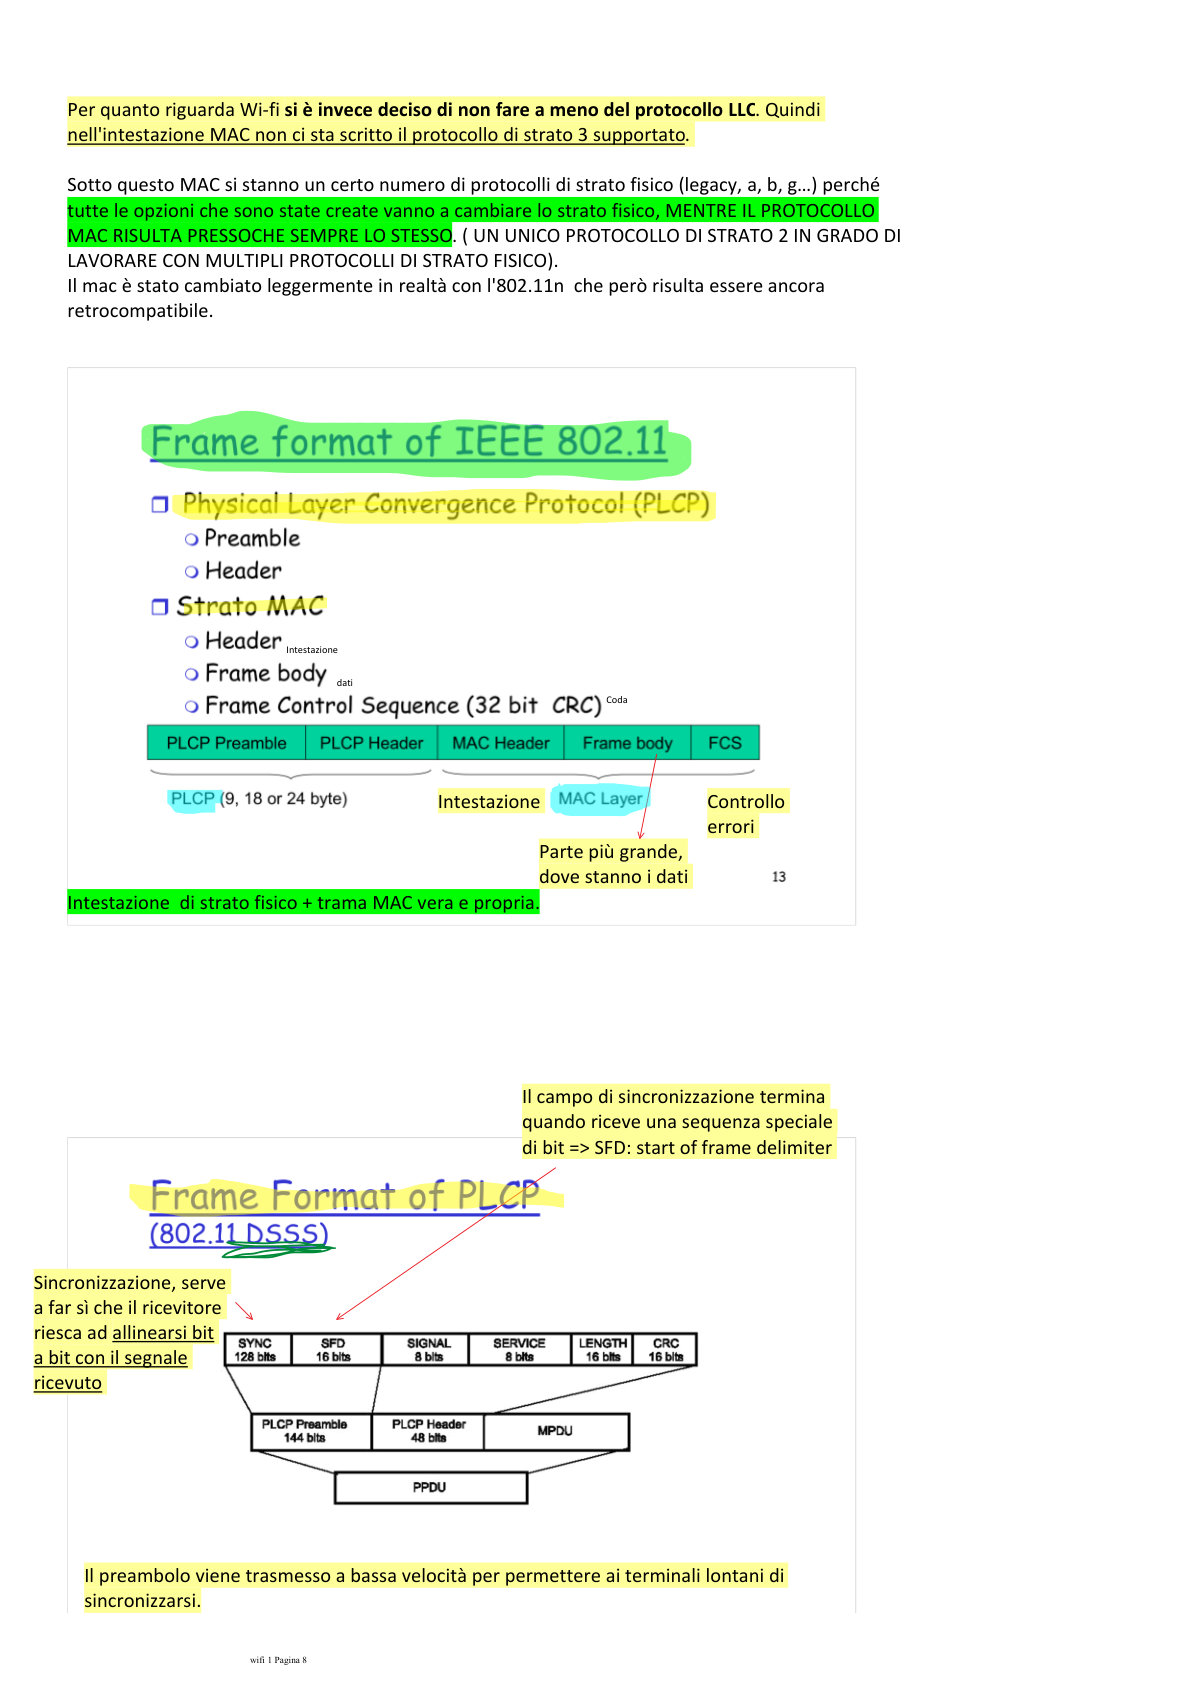 Per quanto riguarda Wi-fi si è invece deciso di non fare a meno del protocollo LLC. Quindi
nell'intestazione MAC non ci sta scritto il protocollo di strato 3 supportato.
Sotto questo MAC si stanno un certo numero di protocolli di strato fisico (legacy, a, b, g...) perché
tutte le opzioni che sono state create vanno a cambiare lo strato fisico, MENTRE IL PROTOCOLLO
MAC RISULTA PRESSOCHE SEMPRE LO STESSO. ( UN UNICO PROTOCOLLO DI STRATO 2 IN GRADO DI
LAVORARE CON MULTIPLI PROTOCOLLI DI STRATO FISICO).
Il mac è stato cambiato leggermente in realtà con l'802.11n  che però risulta essere ancora
retrocompatibile.
Frame format of IEEE 802.11
Physical Layer Convergence Protocol (PLCP)
Preamble
Header
Strato MAC
Header Intestazione
Frame body dati
Frame Control Sequence (32 bit CRC) Coda
PLCP Preamble PLCP Header MAC Header Frame body FCS
PLCP (9, 18 or 24 byte) Intestazione MAC Layer Controllo
errori
Parte più grande,
dove stanno i dati
13
Intestazione  di strato fisico + trama MAC vera e propria.
Il campo di sincronizzazione termina
quando riceve una sequenza speciale
di bit => SFD: start of frame delimiter
Frame Format of PLCP
(802.11 DSSS)
Sincronizzazione, serve
a far sì che il ricevitore
riesca ad allinearsi bit
a bit con il segnale
ricevuto
SYNC SFD SIGNAL SERVICE LENGTH CRC
128 bits 16 bits 8 bits 8 bits 16 bits 16 bits
PLCP Preamble PLCP Header MPDU
144 bits 48 bits
PPDU
Il preambolo viene trasmesso a bassa velocità per permettere ai terminali lontani di
sincronizzarsi.
wifi 1 Pagina 8